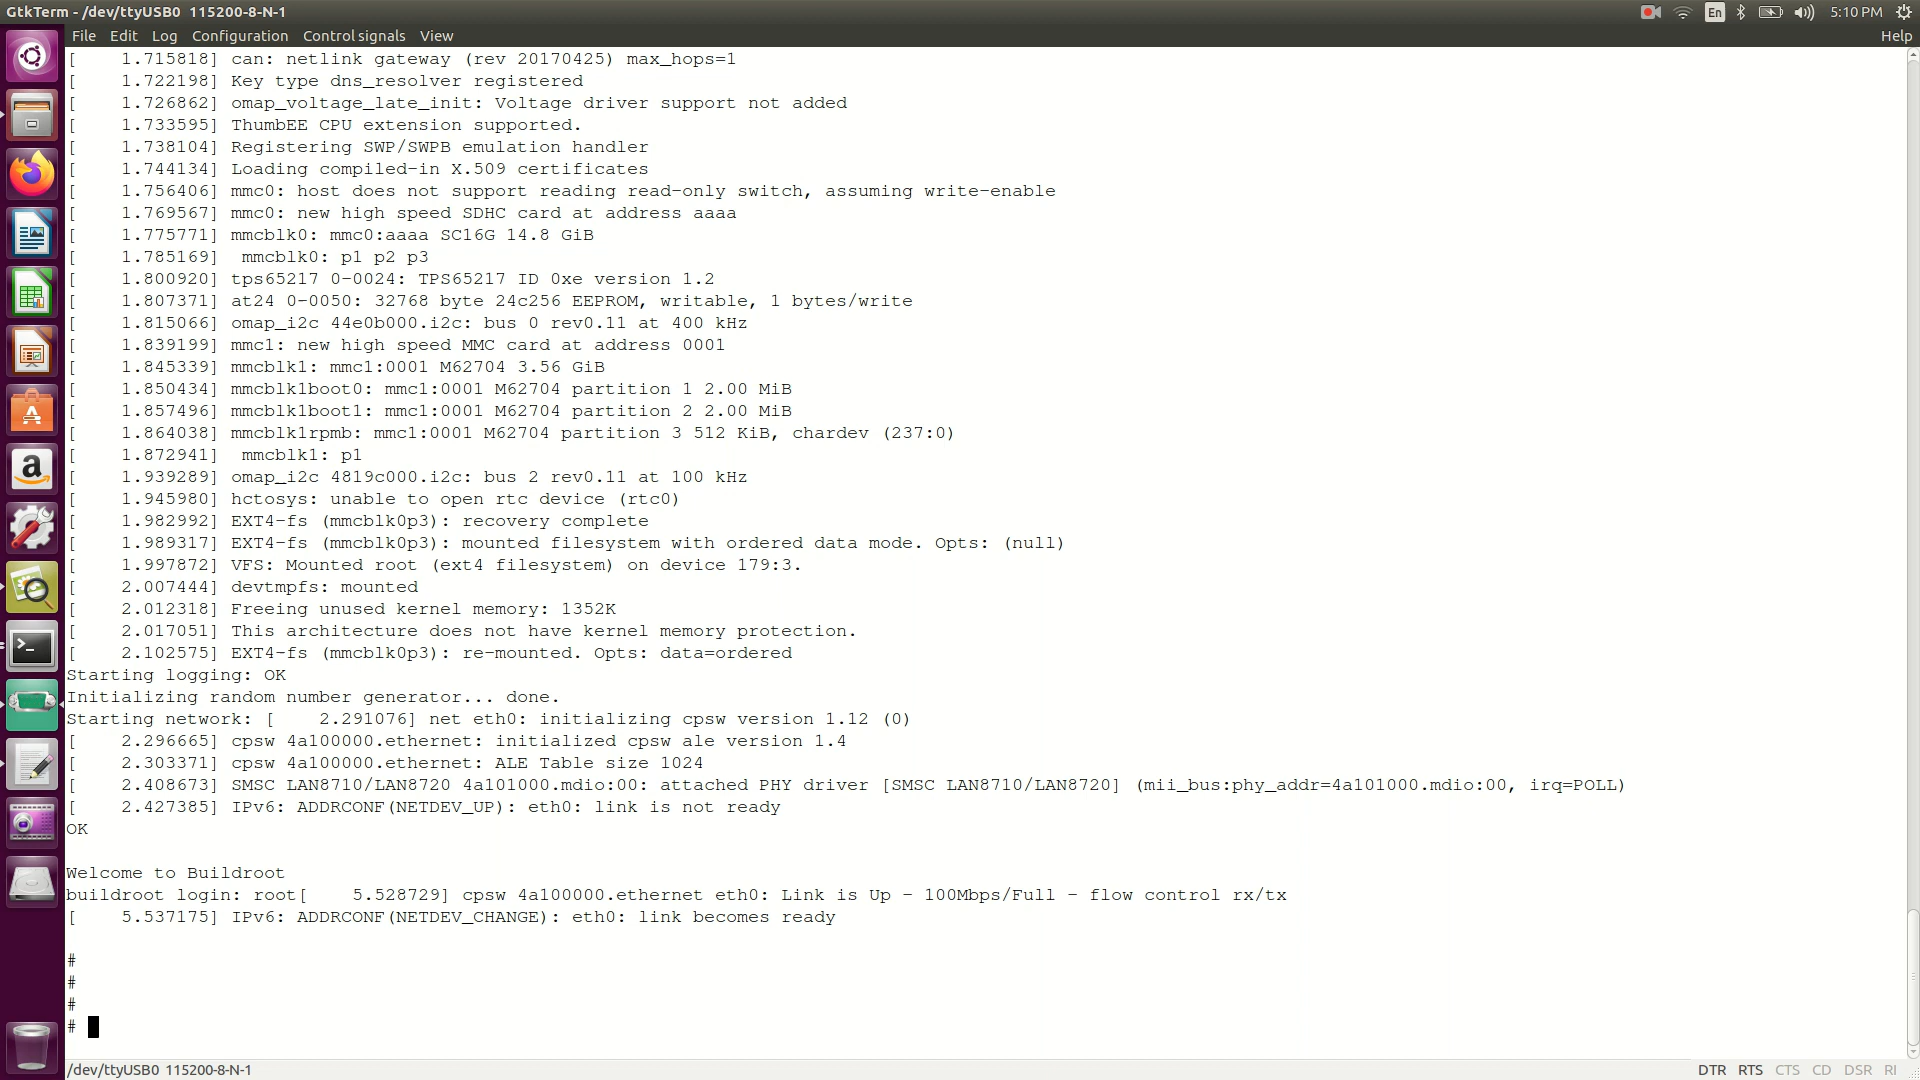 GtkTerm - /dev/ttyUSB0  115200-8-N-1
En
5:10 PM
File Edit Log Configuration Control signals View Help
[    1.715818] can: netlink gateway (rev 20170425) max_hops=1
[    1.722198] Key type dns_resolver registered
[    1.726862] omap_voltage_late_init: Voltage driver support not added
[    1.733595] ThumbEE CPU extension supported.
[    1.738104] Registering SWP/SWPB emulation handler
[    1.744134] Loading compiled-in X.509 certificates
[    1.756406] mmc0: host does not support reading read-only switch, assuming write-enable
[    1.769567] mmc0: new high speed SDHC card at address aaaa
[    1.775771] mmcblk0: mmc0:aaaa SC16G 14.8 GiB
[    1.785169]  mmcblk0: p1 p2 p3
[    1.800920] tps65217 0-0024: TPS65217 ID 0xe version 1.2
[    1.807371] at24 0-0050: 32768 byte 24c256 EEPROM, writable, 1 bytes/write
[    1.815066] omap_i2c 44e0b000.i2c: bus 0 rev0.11 at 400 kHz
[    1.839199] mmc1: new high speed MMC card at address 0001
[    1.845339] mmcblk1: mmc1:0001 M62704 3.56 GiB
[    1.850434] mmcblk1boot0: mmc1:0001 M62704 partition 1 2.00 MiB
[    1.857496] mmcblk1boot1: mmc1:0001 M62704 partition 2 2.00 MiB
[    1.864038] mmcblk1rpmb: mmc1:0001 M62704 partition 3 512 KiB, chardev (237:0)
[    1.872941]  mmcblk1: p1
[    1.939289] omap_i2c 4819c000.i2c: bus 2 rev0.11 at 100 kHz
[    1.945980] hctosys: unable to open rtc device (rtc0)
[    1.982992] EXT4-fs (mmcblk0p3): recovery complete
[    1.989317] EXT4-fs (mmcblk0p3): mounted filesystem with ordered data mode. Opts: (null)
[    1.997872] VFS: Mounted root (ext4 filesystem) on device 179:3.
[    2.007444] devtmpfs: mounted
[    2.012318] Freeing unused kernel memory: 1352K
[    2.017051] This architecture does not have kernel memory protection.
[    2.102575] EXT4-fs (mmcblk0p3): re-mounted. Opts: data=ordered
Starting logging: OK
Initializing random number generator... done.
Starting network: [    2.291076] net eth0: initializing cpsw version 1.12 (0)
[    2.296665] cpsw 4a100000.ethernet: initialized cpsw ale version 1.4
[    2.303371] cpsw 4a100000.ethernet: ALE Table size 1024
[    2.408673] SMSC LAN8710/LAN8720 4a101000.mdio:00: attached PHY driver [SMSC LAN8710/LAN8720] (mii_bus:phy_addr=4a101000.mdio:00, irq=POLL)
[    2.427385] IPv6: ADDRCONF(NETDEV_UP): eth0: link is not ready
OK
Welcome to Buildroot
buildroot login: root[    5.528729] cpsw 4a100000.ethernet eth0: Link is Up - 100Mbps/Full - flow control rx/tx
[    5.537175] IPv6: ADDRCONF(NETDEV_CHANGE): eth0: link becomes ready
#
#
#
#
/dev/ttyUSB0  115200-8-N-1
DTR RTS CTS CD DSR RI